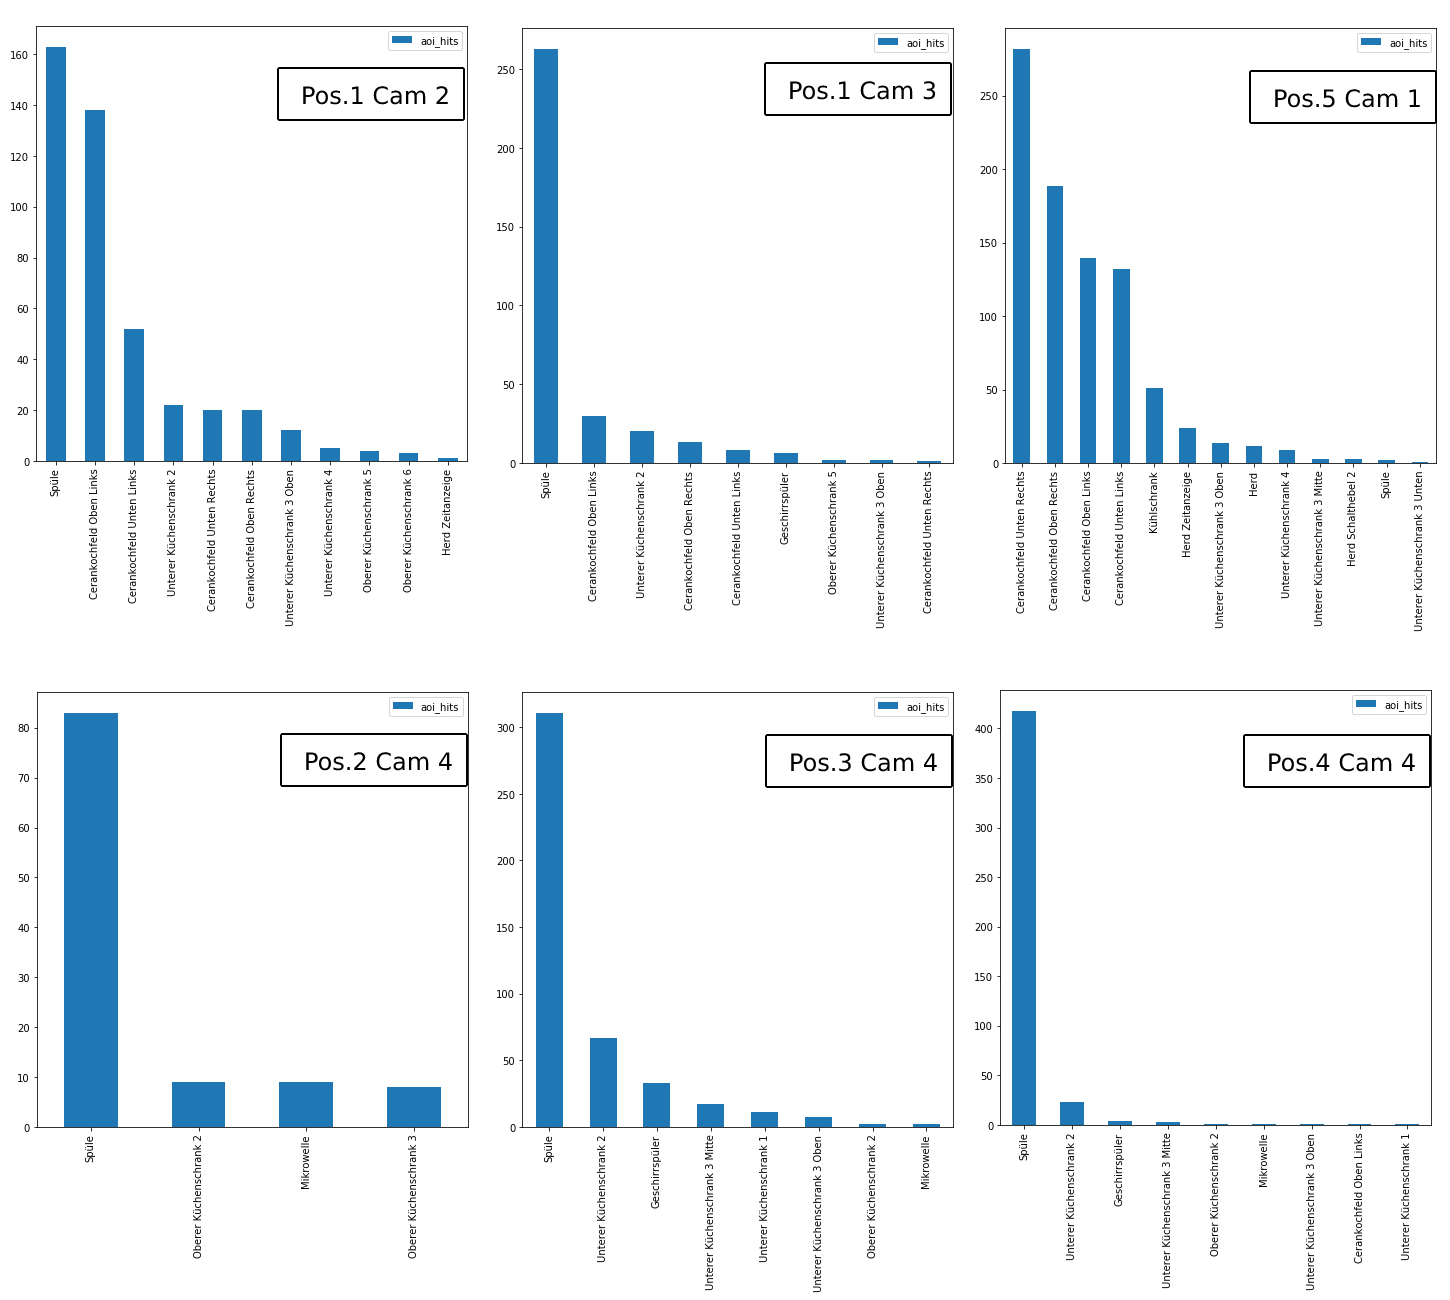 aoi_hits
Pos.1 Cam 2
160
140
120
100
80
60
40
20
0
Spüle
Cerankochfeld Oben Links
Cerankochfeld Unten Links
Unterer Küchenschrank 2
Cerankochfeld Unten Rechts
Cerankochfeld Oben Rechts
Unterer Küchenschrank 3 Oben
Unterer Küchenschrank 4
Oberer Küchenschrank 5
Oberer Küchenschrank 6
Herd Zeitanzeige
aoi_hits
Pos.1 Cam 3
250
200
150
100
50
0
Spüle
Cerankochfeld Oben Links
Unterer Küchenschrank 2
Cerankochfeld Oben Rechts
Cerankochfeld Unten Links
Geschirrspüler
Oberer Küchenschrank 5
Unterer Küchenschrank 3 Oben
Cerankochfeld Unten Rechts
aoi_hits
Pos.5 Cam 1
250
200
150
100
50
0
Cerankochfeld Unten Rechts
Cerankochfeld Oben Rechts
Cerankochfeld Oben Links
Cerankochfeld Unten Links
Kühlschrank
Herd Zeitanzeige
Unterer Küchenschrank 3 Oben
Herd
Unterer Küchenschrank 4
Unterer Küchenschrank 3 Mitte
Herd Schalthebel 2
Spüle
Unterer Küchenschrank 3 Unten
aoi_hits
Pos.2 Cam 4
80
70
60
50
40
30
20
10
0
Spüle
Oberer Küchenschrank 2
Mikrowelle
Oberer Küchenschrank 3
aoi_hits
Pos.3 Cam 4
300
250
200
150
100
50
0
Spüle
Unterer Küchenschrank 2
Geschirrspüler
Unterer Küchenschrank 3 Mitte
Unterer Küchenschrank 1
Unterer Küchenschrank 3 Oben
Oberer Küchenschrank 2
Mikrowelle
aoi_hits
Pos.4 Cam 4
400
350
300
250
200
150
100
50
0
Spüle
Unterer Küchenschrank 2
Geschirrspüler
Unterer Küchenschrank 3 Mitte
Oberer Küchenschrank 2
Mikrowelle
Unterer Küchenschrank 3 Oben
Cerankochfeld Oben Links
Unterer Küchenschrank 1